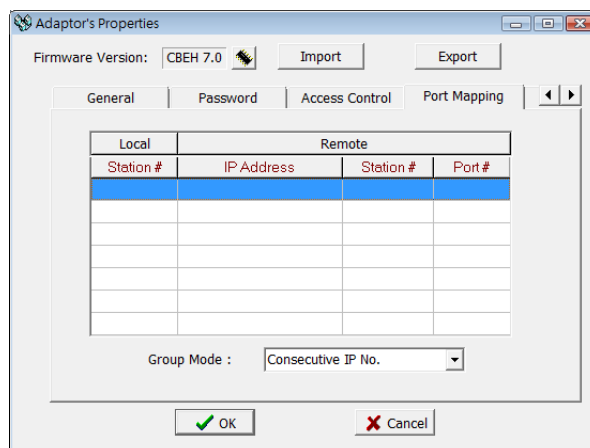 Adaptor's Properties
Firmware Version: CBEH 7.0 Import Export
General Password Access Control Port Mapping
Local Remote
Station # IP Address Station # Port #
Group Mode : Consecutive IP No.
OK Cancel